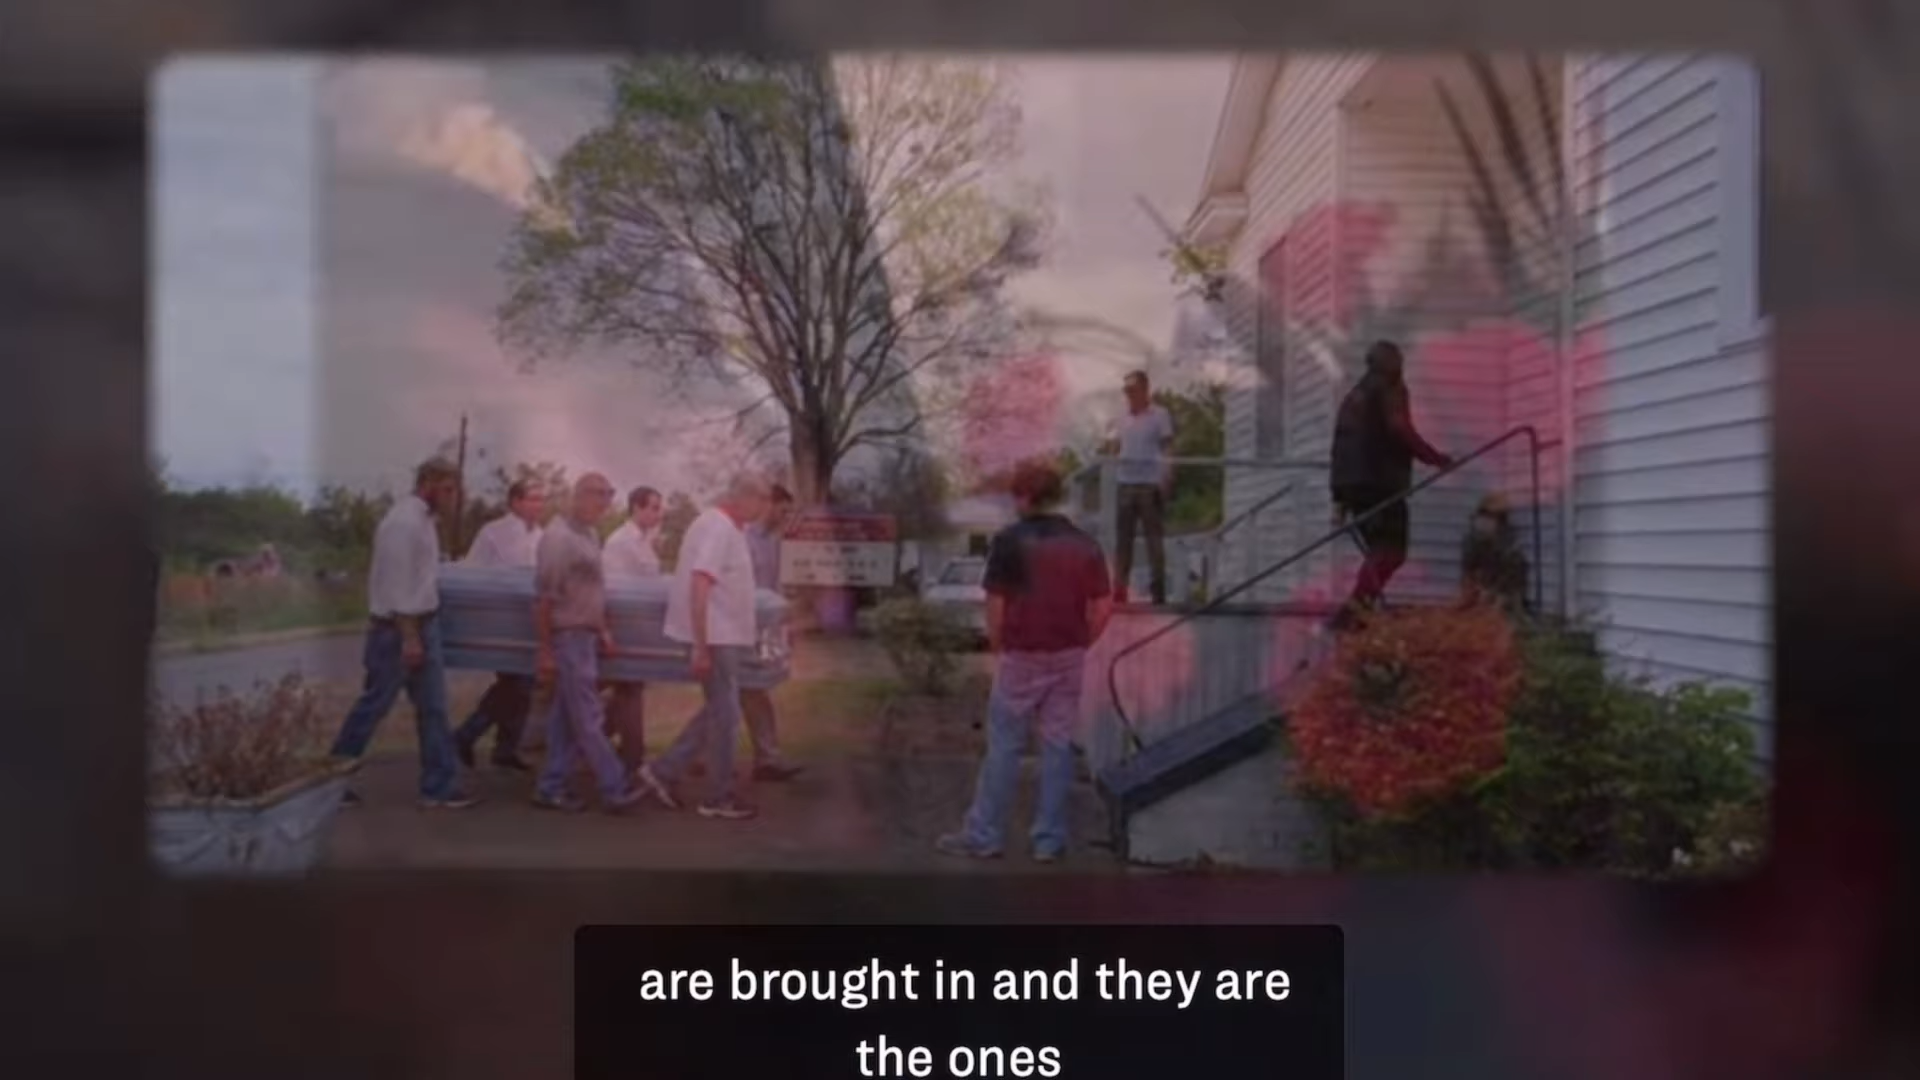 are brought in and they are
the ones